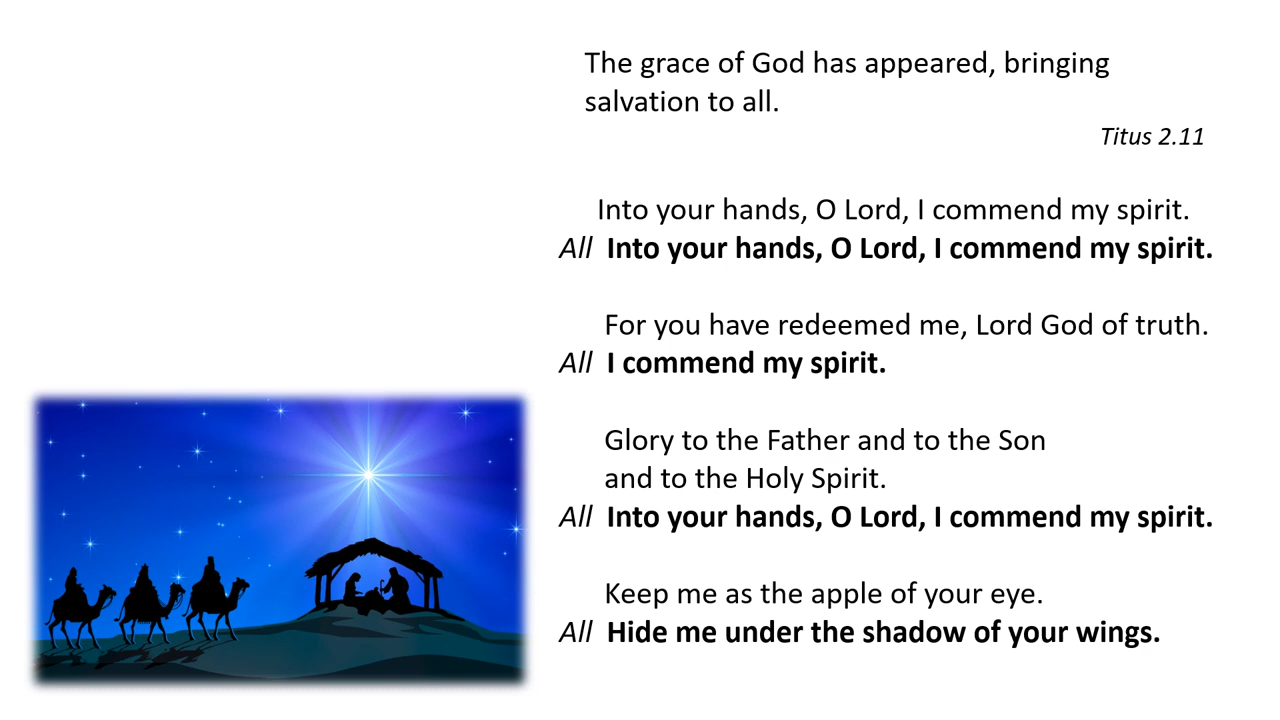 The grace of God has appeared, bringing
salvation to all.
Titus 2.11
Into your hands, O Lord, I commend my spirit.
All Into your hands, O Lord, I commend my spirit.
For you have redeemed me, Lord God of truth.
All I commend my spirit.
Glory to the Father and to the Son
and to the Holy Spirit.
All Into your hands, O Lord, I commend my spirit.
Keep me as the apple of your eye.
All Hide me under the shadow of your wings.